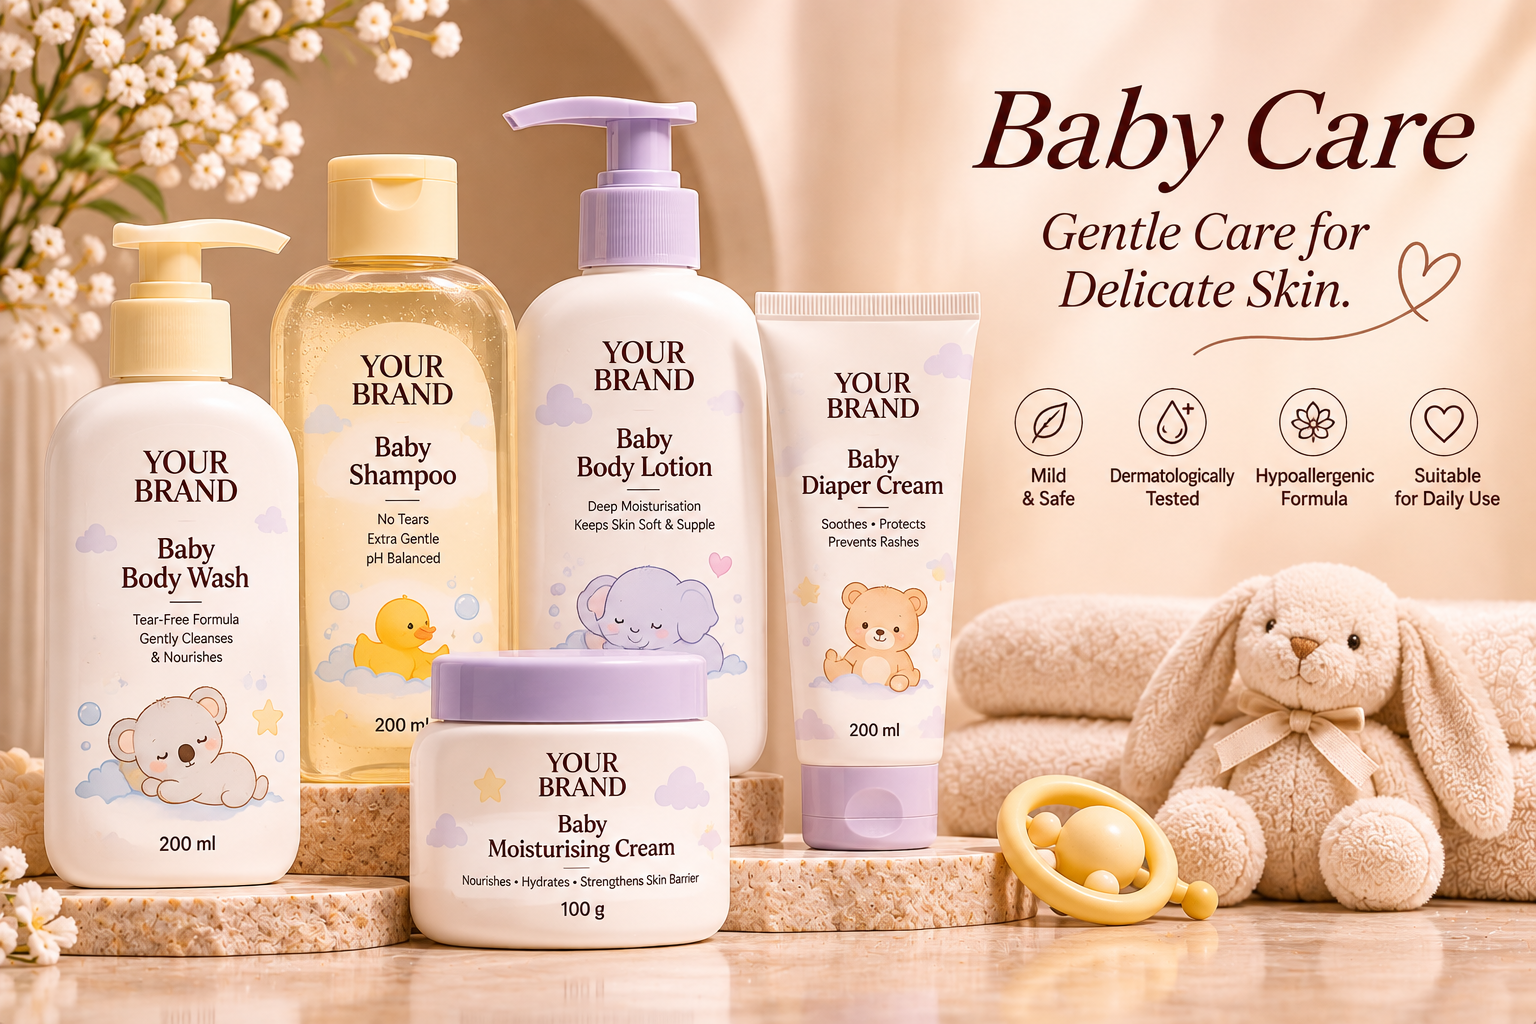 Baby Care
Gentle Care for
Delicate Skin.
Mild
& Safe
Dermatologically
Tested
Hypoallergenic
Formula
Suitable
for Daily Use
YOUR
BRAND
Baby
Body Wash
Tear-Free Formula
Gently Cleanses
& Nourishes
200 ml
YOUR
BRAND
Baby
Shampoo
No Tears
Extra Gentle
pH Balanced
200 ml
YOUR
BRAND
Baby
Body Lotion
Deep Moisturisation
Keeps Skin Soft & Supple
YOUR
BRAND
Baby
Diaper Cream
Soothes • Protects
Prevents Rashes
200 ml
YOUR
BRAND
Baby
Moisturising Cream
Nourishes • Hydrates • Strengthens Skin Barrier
100 g